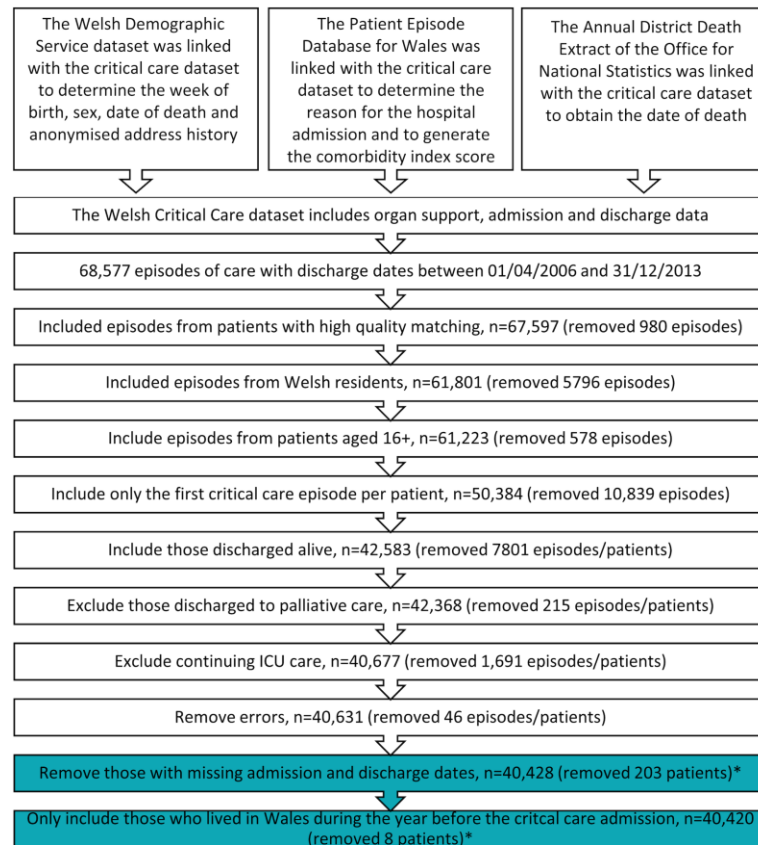 The Welsh Demographic
Service dataset was linked
with the critical care dataset
to determine the week of
birth, sex, date of death and
anonymised address history
The Patient Episode
Database for Wales was
linked with the critical care
dataset to determine the
reason for the hospital
admission and to generate
the comorbidity index score
The Annual District Death
Extract of the Office for
National Statistics was linked
with the critical care dataset
to obtain the date of death
The Welsh Critical Care dataset includes organ support, admission and discharge data
68,577 episodes of care with discharge dates between 01/04/2006 and 31/12/2013
Included episodes from patients with high quality matching, n=67,597 (removed 980 episodes)
Included episodes from Welsh residents, n=61,801 (removed 5796 episodes)
Include episodes from patients aged 16+, n=61,223 (removed 578 episodes)
Include only the first critical care episode per patient, n=50,384 (removed 10,839 episodes)
Include those discharged alive, n=42,583 (removed 7801 episodes/patients)
Exclude those discharged to palliative care, n=42,368 (removed 215 episodes/patients)
Exclude continuing ICU care, n=40,677 (removed 1,691 episodes/patients)
Remove errors, n=40,631 (removed 46 episodes/patients)
Remove those with missing admission and discharge dates, n=40,428 (removed 203 patients)*
Only include those who lived in Wales during the year before the critcal care admission, n=40,420
(removed 8 patients)*